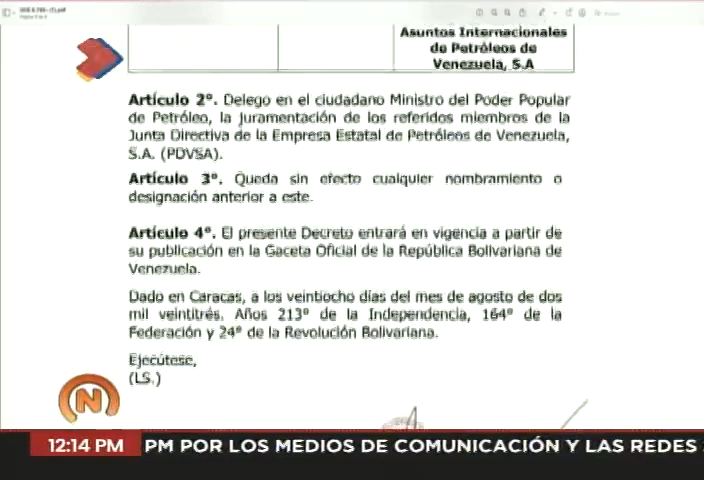 Asuntos Internacionales
de Petróleos de
Venezuela, S.A
Artículo 2°. Delego en el ciudadano Ministro del Poder Popular
de Petróleo, la juramentación de los referidos miembros de la
Junta Directiva de la Empresa Estatal de Petróleos de Venezuela,
S.A. (PDVSA).
Artículo 3°. Queda sin efecto cualquier nombramiento o
designación anterior a este.
Artículo 4°. El presente Decreto entrará en vigencia a partir de
su publicación en la Gaceta Oficial de la República Bolivariana de
Venezuela.
Dado en Caracas, a los veintiocho días del mes de agosto de dos
mil veintitrés. Años 213° de la Independencia, 164° de la
Federación y 24° de la Revolución Bolivariana.
Ejecútese,
(LS.)
N
12:14 PM PM POR LOS MEDIOS DE COMUNICACIÓN Y LAS REDES